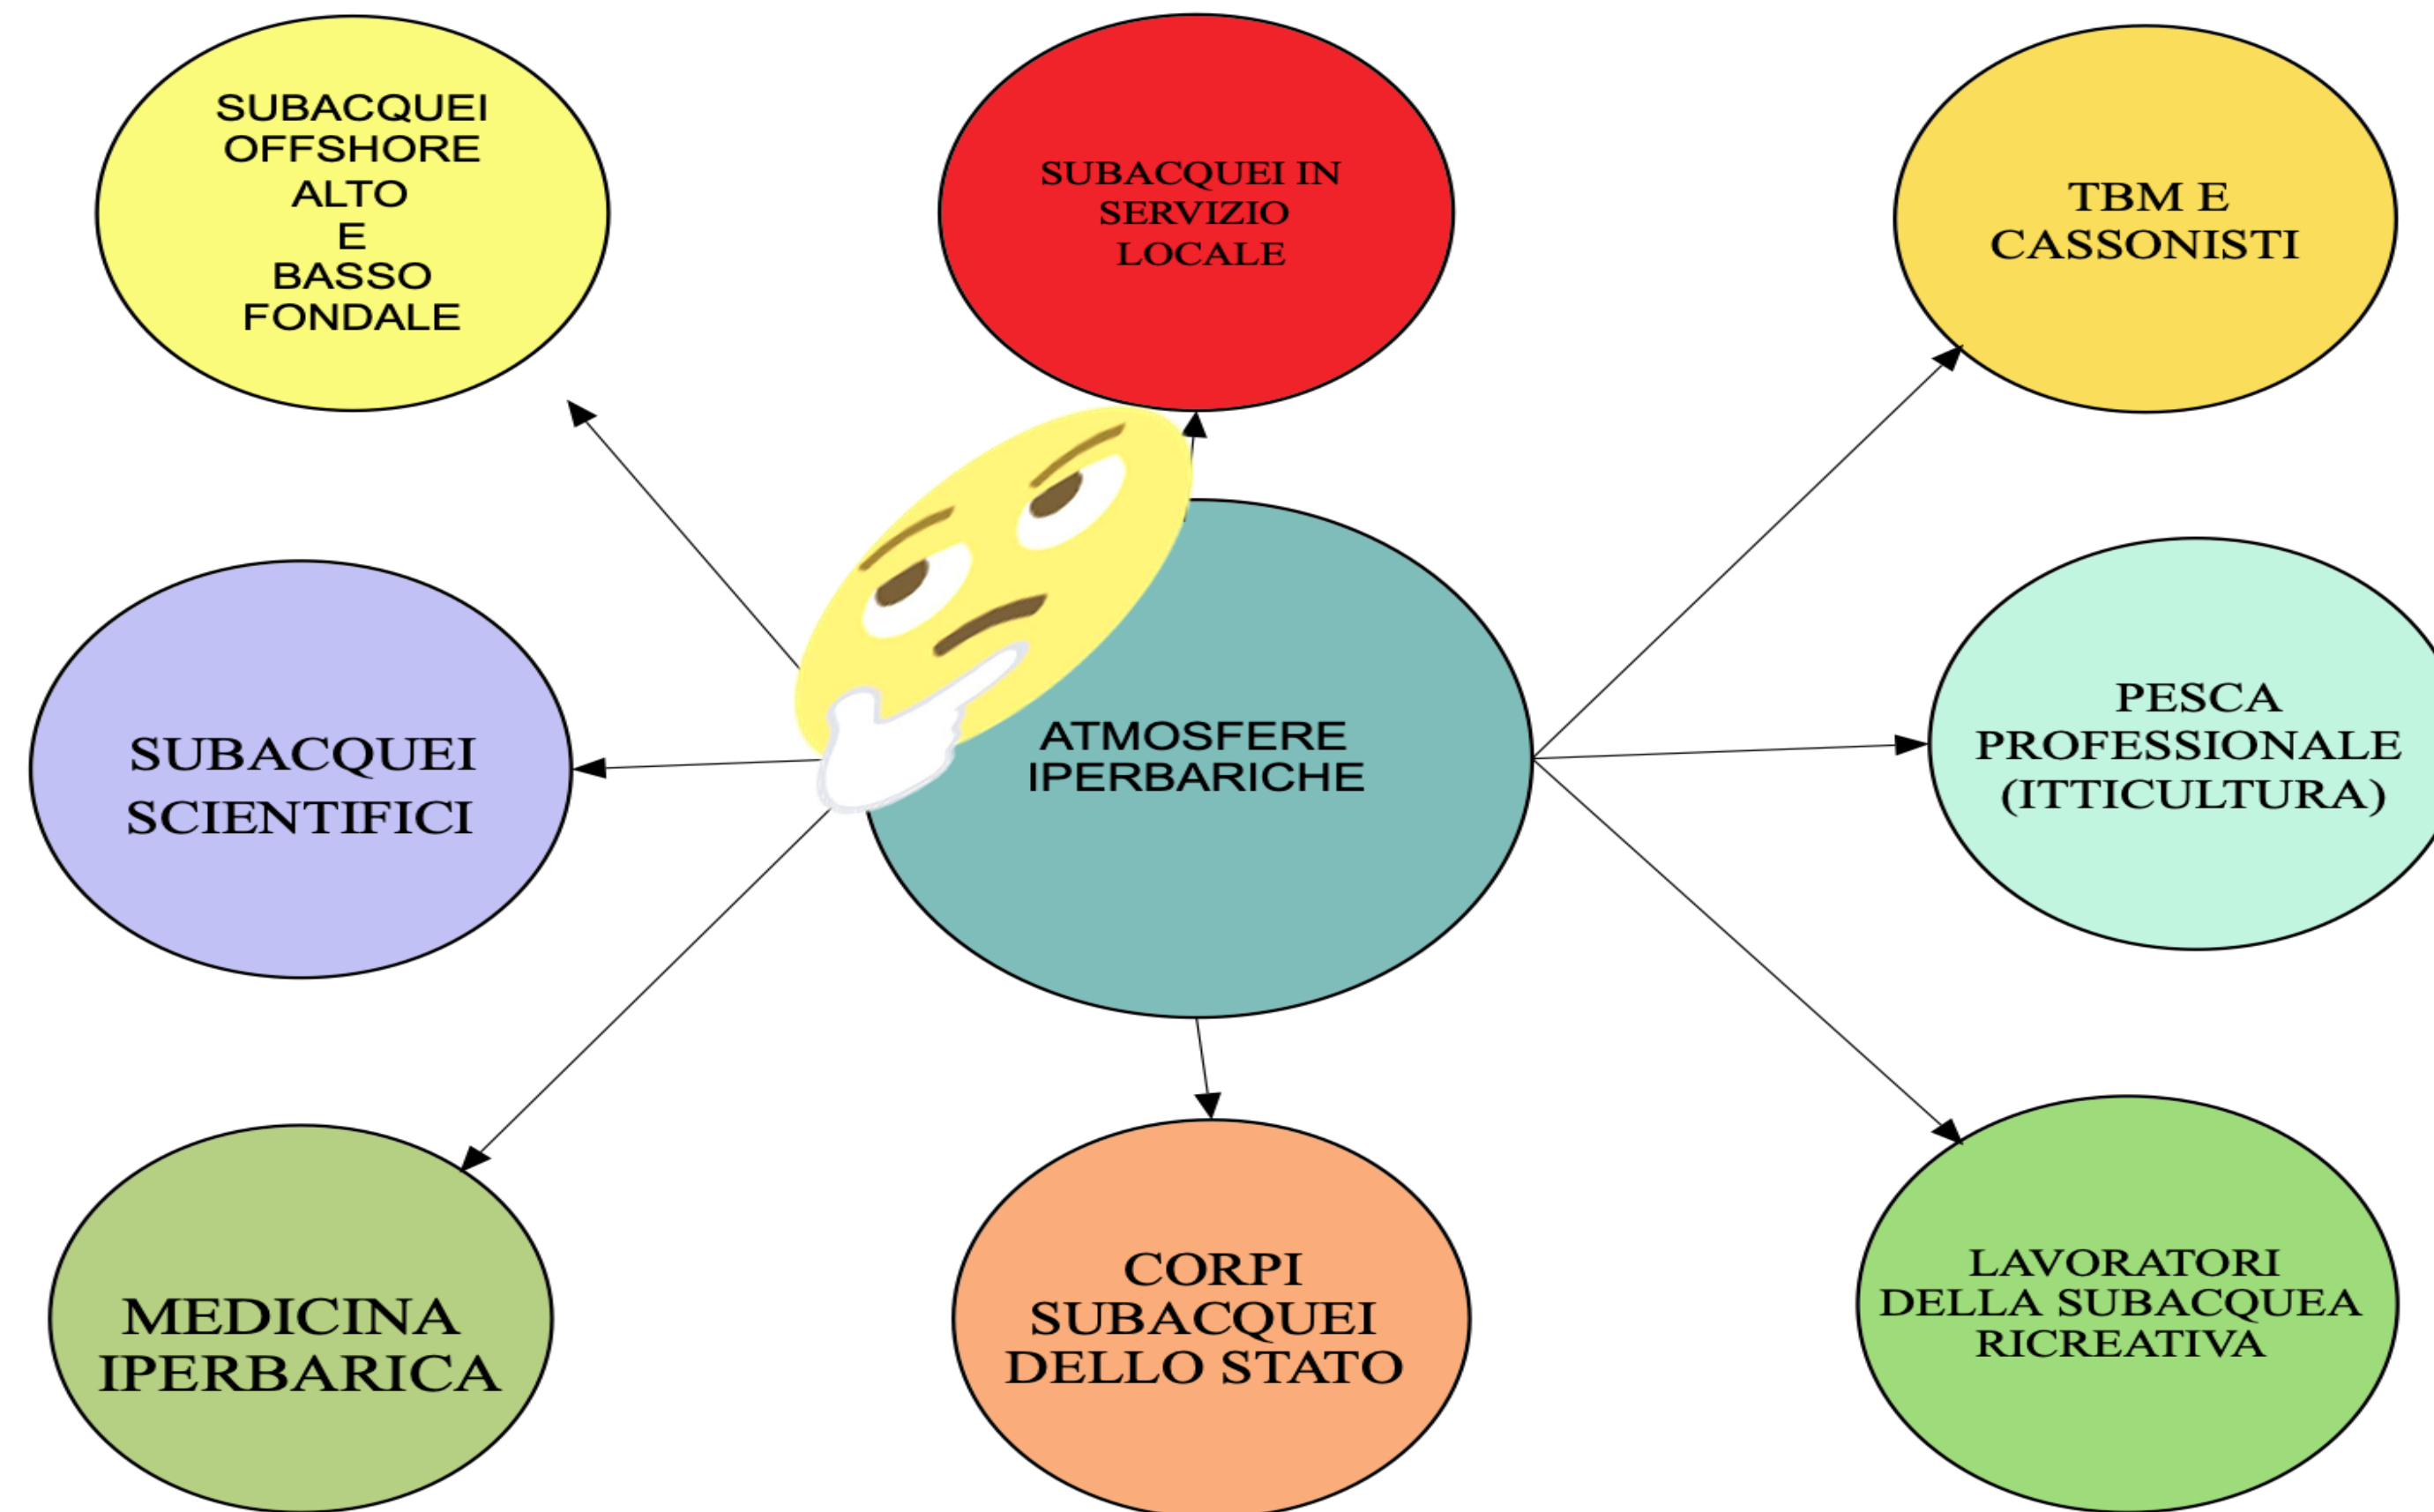 SUBACQUEI
OFFSHORE
ALTO
E
BASSO
FONDALE
SUBACQUEI IN
SERVIZIO
LOCALE
TBM E
CASSONISTI
SUBACQUEI
SCIENTIFICI
ATMOSFERE
IPERBARICHE
PESCA
PROFESSIONALE
(ITTICULTURA)
MEDICINA
IPERBARICA
CORPI
SUBACQUEI
DELLO STATO
LAVORATORI
DELLA SUBACQUEA
RICREATIVA